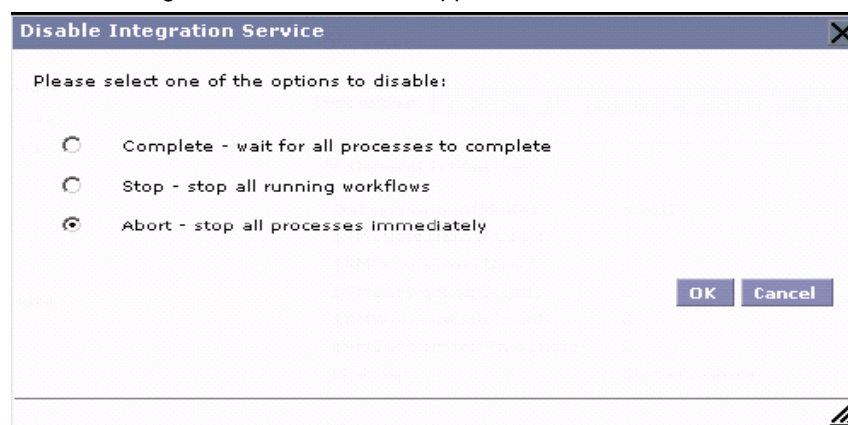 Disable Integration Service
Please select one of the options to disable:
Complete - wait for all processes to complete
Stop - stop all running workflows
Abort - stop all processes immediately
OK Cancel